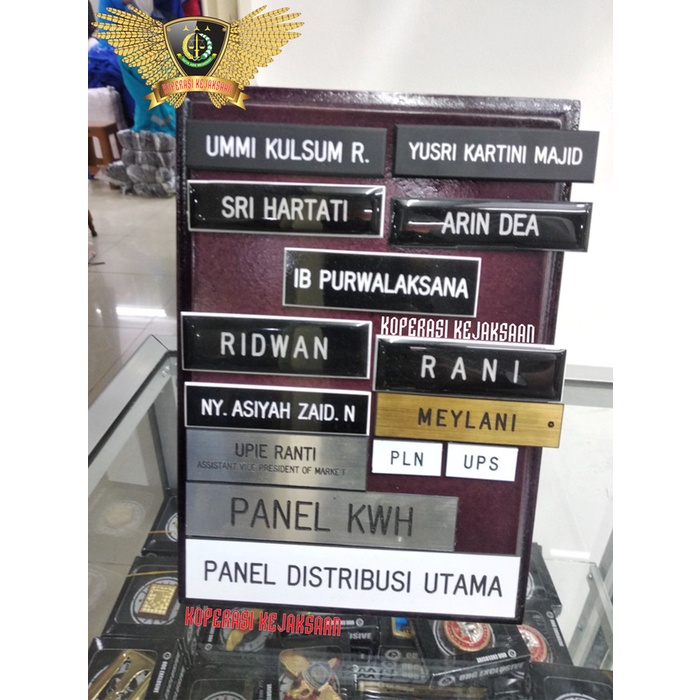 KOPERASI KEJAKSAAN
UMMI KULSUM R.
YUSRI KARTINI MAJID
SRI HARTATI
ARIN DEA
IB PURWALAKSANA
KOPERASI KEJAKSAAN
RIDWAN
RANI
NY. ASIYAH ZAID. N
MEYLANI
UPIE RANTI
ASSISTANT VICE PRESIDENT OF MARKET
PLN
UPS
PANEL KWH
PANEL DISTRIBUSI UTAMA
KOPERASI KEJAKSAAN